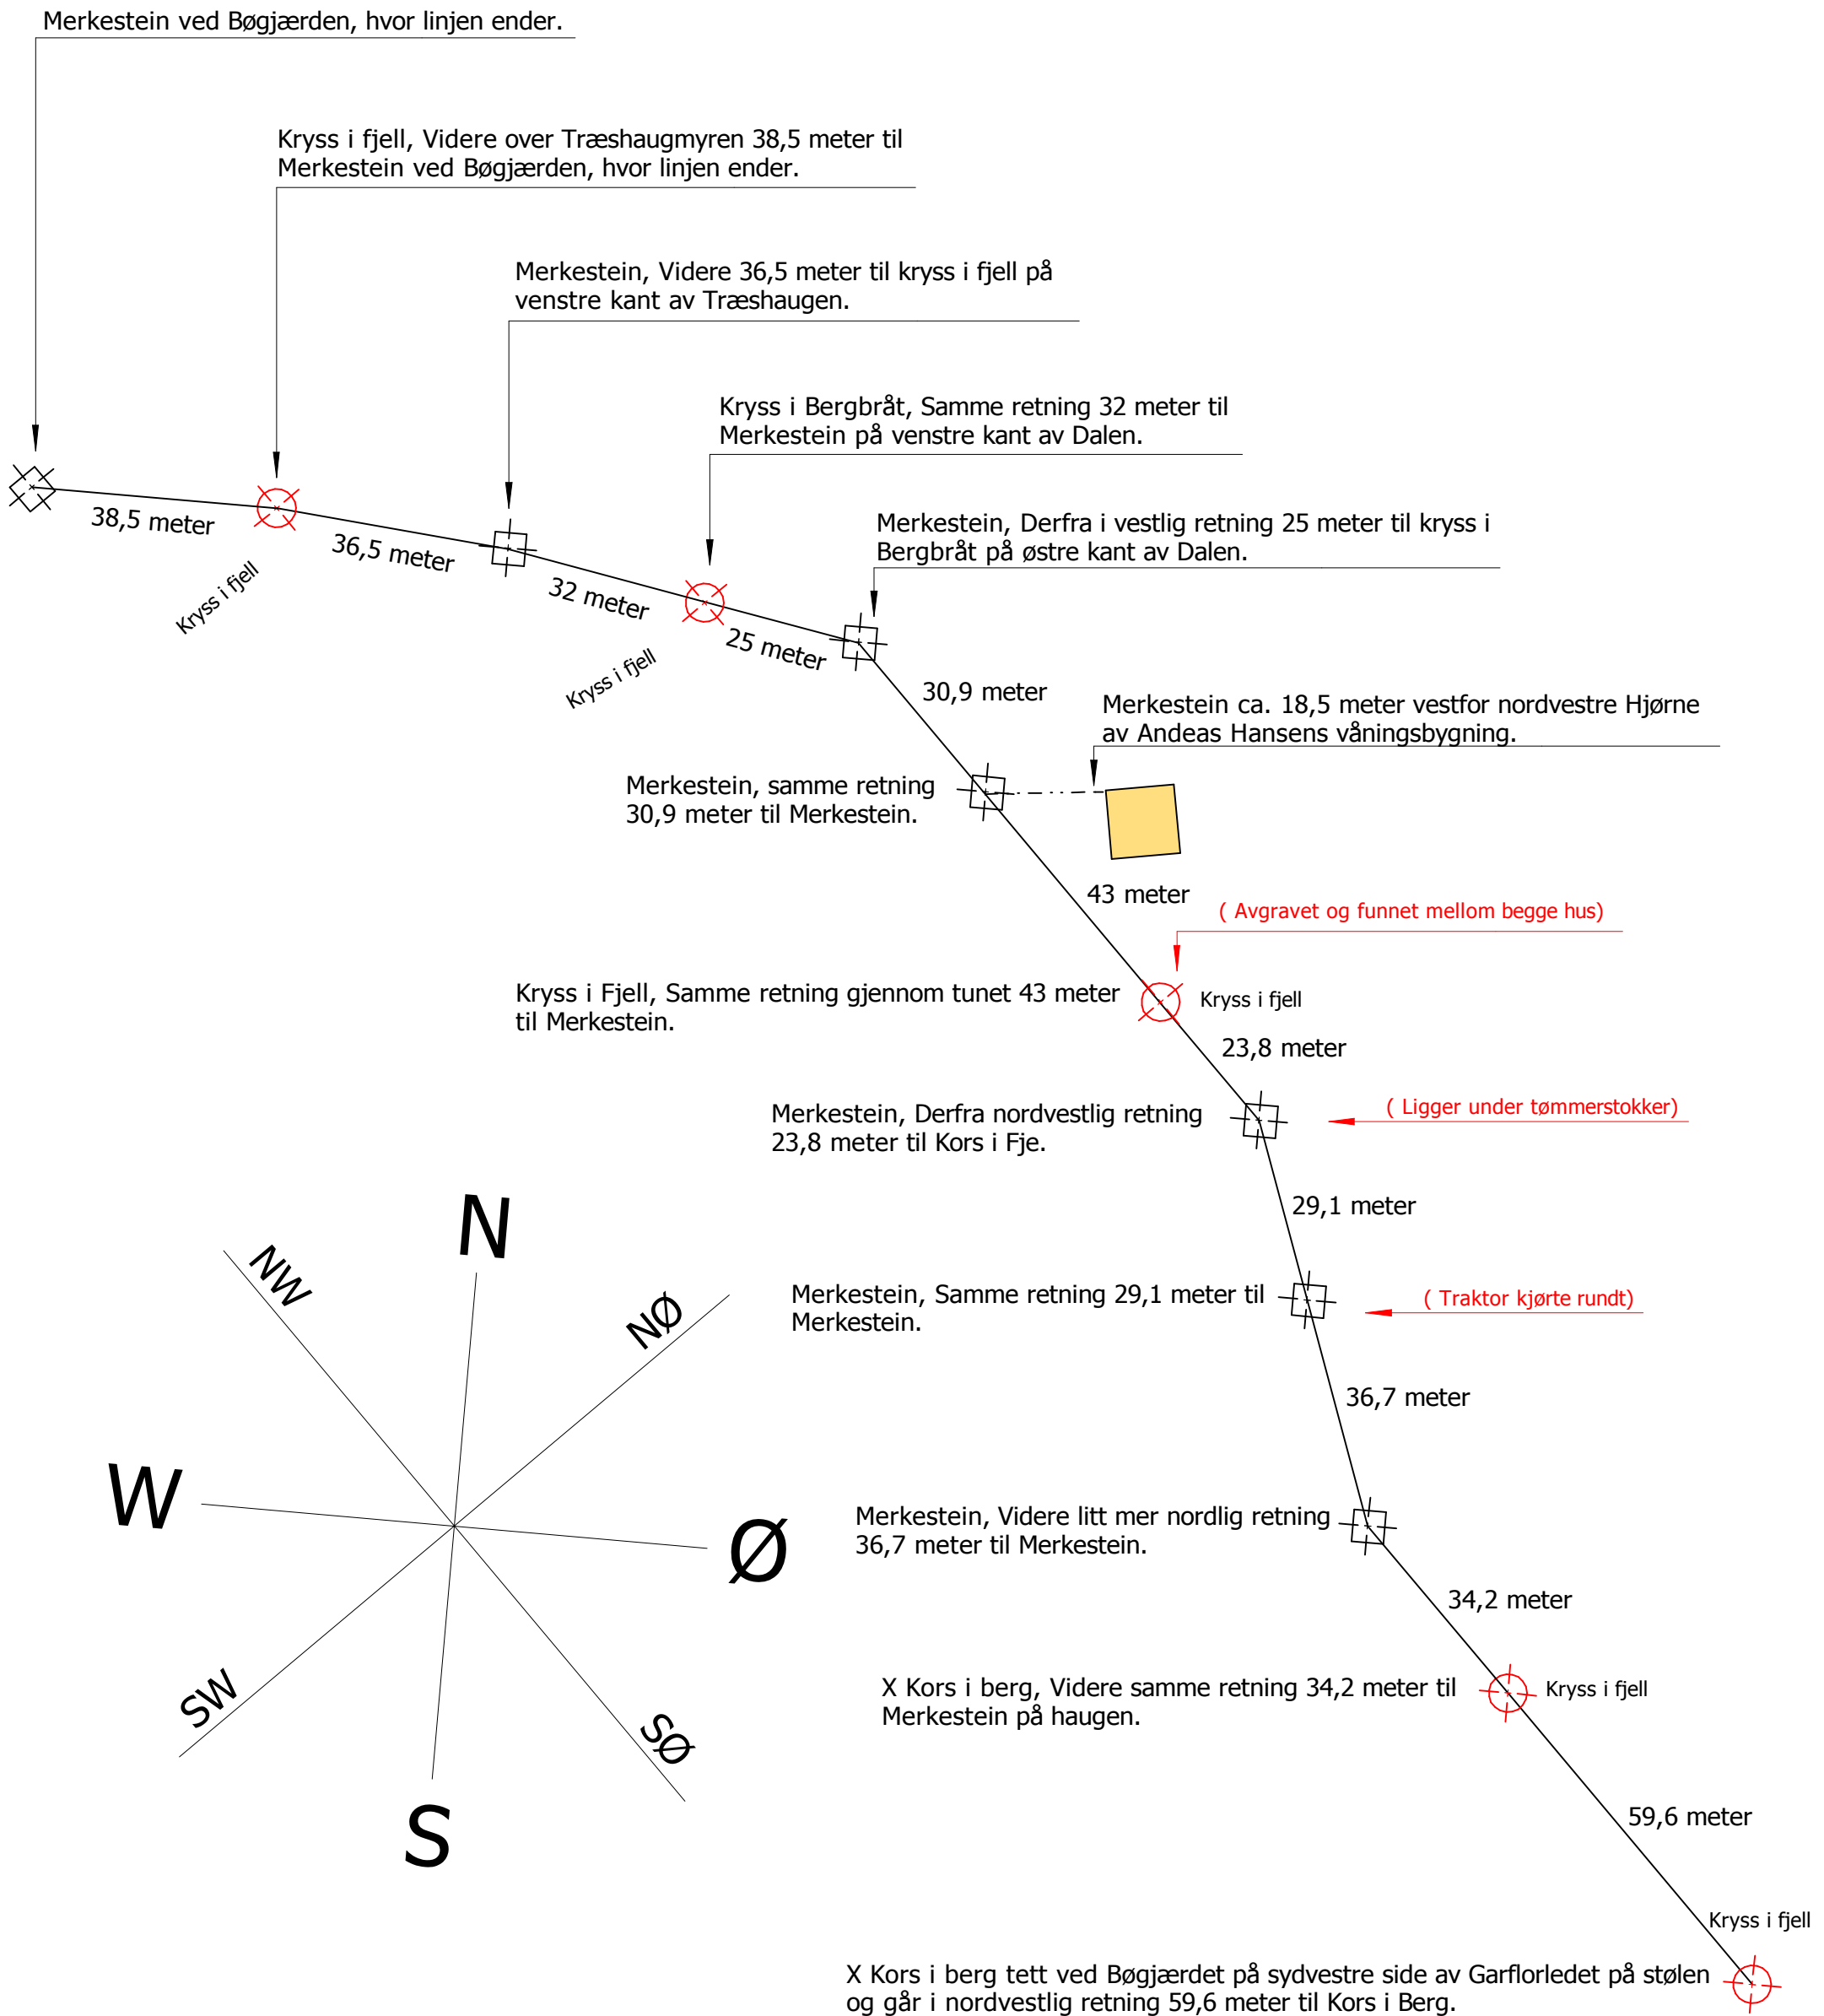 Merkestein ved Bøgjærden, hvor linjen ender.
Kryss i fjell, Videre over Træshaugmyren 38,5 meter til
Merkestein ved Bøgjærden, hvor linjen ender.
Merkestein, Videre 36,5 meter til kryss i fjell på
venstre kant av Træshaugen.
Kryss i Bergbråt, Samme retning 32 meter til
Merkestein på venstre kant av Dalen.
Merkestein, Derfra i vestlig retning 25 meter til kryss i
Bergbråt på østre kant av Dalen.
38,5 meter
36,5 meter
Kryss i fjell
32 meter
25 meter
Kryss i fjell
30,9 meter
Merkestein ca. 18,5 meter vestfor nordvestre Hjørne
av Andeas Hansens våningsbygning.
Merkestein, samme retning
30,9 meter til Merkestein.
43 meter
( Avgravet og funnet mellom begge hus)
Kryss i Fjell, Samme retning gjennom tunet 43 meter
til Merkestein.
Kryss i fjell
23,8 meter
Merkestein, Derfra nordvestlig retning
23,8 meter til Kors i Fje.
( Ligger under tømmerstokker)
29,1 meter
Merkestein, Samme retning 29,1 meter til
Merkestein.
( Traktor kjørte rundt)
36,7 meter
N
NW
NØ
W
Ø
SW
SØ
S
Merkestein, Videre litt mer nordlig retning
36,7 meter til Merkestein.
34,2 meter
X Kors i berg, Videre samme retning 34,2 meter til
Merkestein på haugen.
Kryss i fjell
59,6 meter
Kryss i fjell
X Kors i berg tett ved Bøgjærdet på sydvestre side av Garflorledet på stølen
og går i nordvestlig retning 59,6 meter til Kors i Berg.